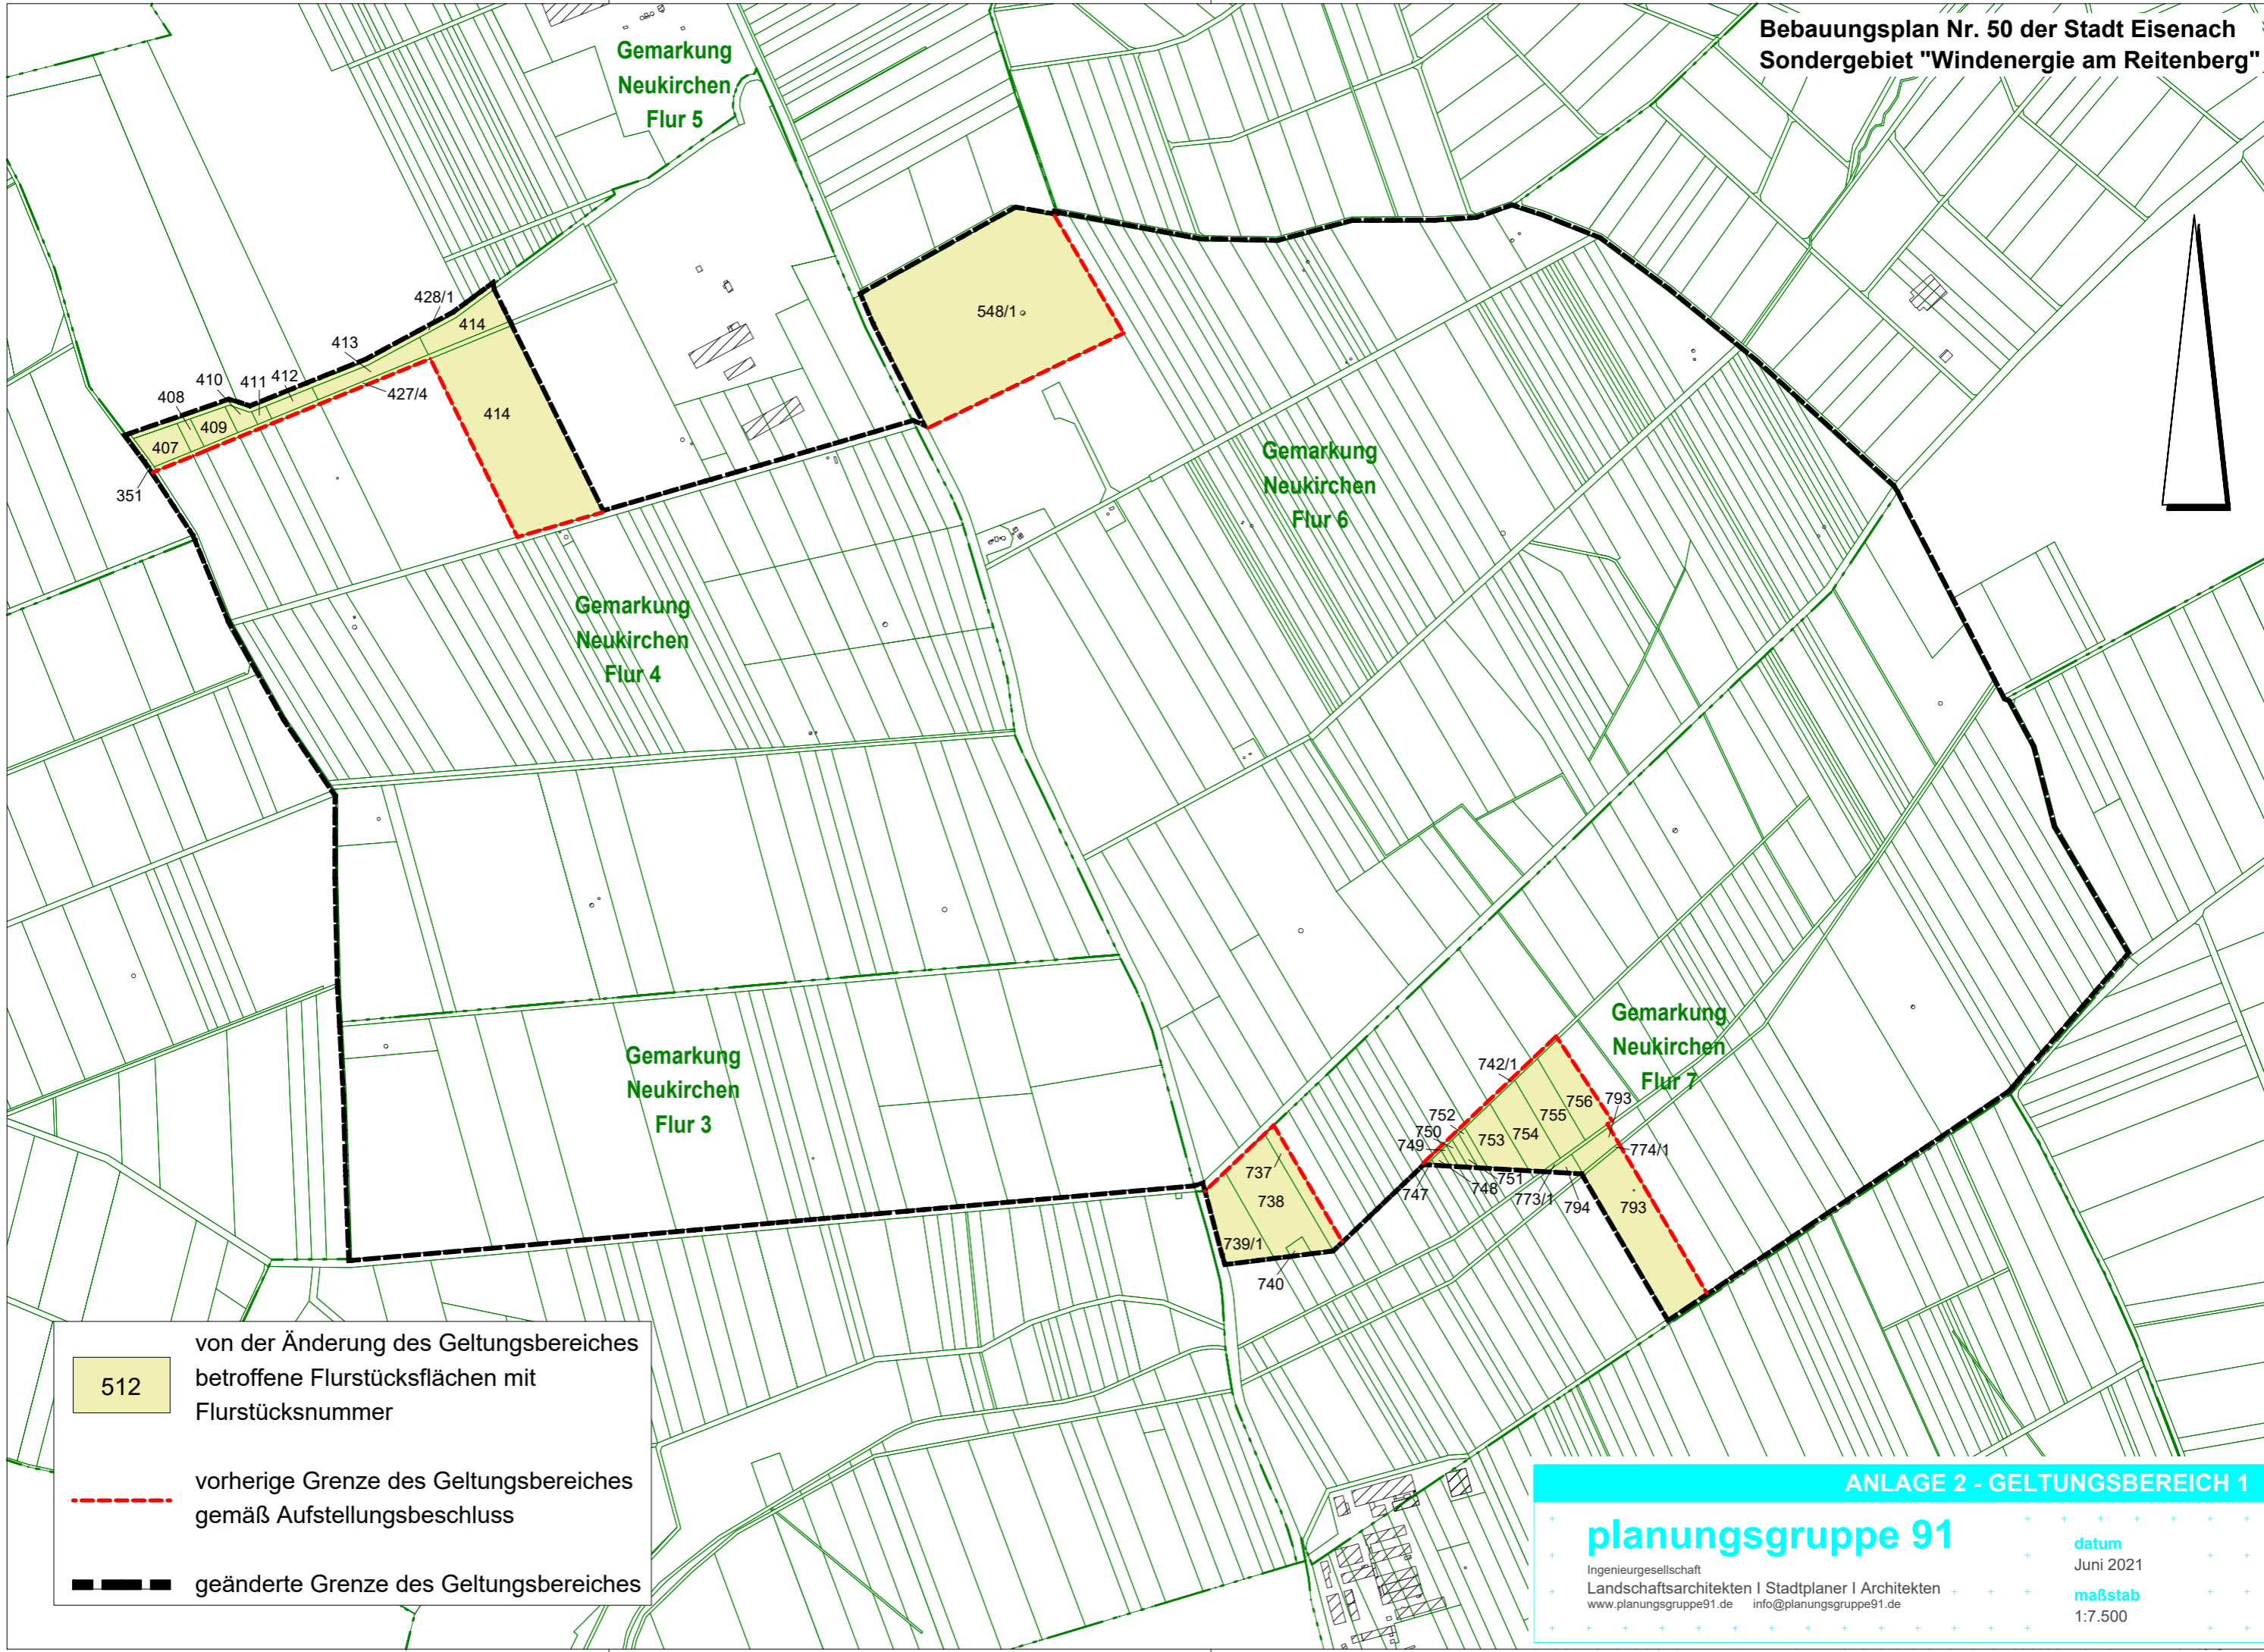 Bebauungsplan Nr. 50 der Stadt Eisenach
Sondergebiet "Windenergie am Reitenberg"
Gemarkung
Neukirchen
Flur 5
428/1
414
413
410
411
412
408
427/4
409
407
414
351
548/1
Gemarkung
Neukirchen
Flur 6
Gemarkung
Neukirchen
Flur 4
Gemarkung
Neukirchen
Flur 3
Gemarkung
Neukirchen
Flur 7
742/1
756
793
755
752
754
750
753
749
774/1
751
748
747
773/1
794
793
737
738
739/1
740
512
von der Änderung des Geltungsbereiches
betroffene Flurstücksflächen mit
Flurstücksnummer
vorherige Grenze des Geltungsbereiches
gemäß Aufstellungsbeschluss
geänderte Grenze des Geltungsbereiches
ANLAGE 2 - GELTUNGSBEREICH 1
planungsgruppe 91
Ingenieurgesellschaft
Landschaftsarchitekten I Stadtplaner I Architekten
www.planungsgruppe91.de info@planungsgruppe91.de
datum
Juni 2021
maßstab
1:7.500